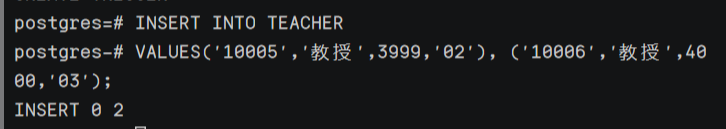 postgres=# INSERT INTO TEACHER
postgres-# VALUES('10005','教授',3999,'02'), ('10006','教授',40
00,'03');
INSERT 0 2